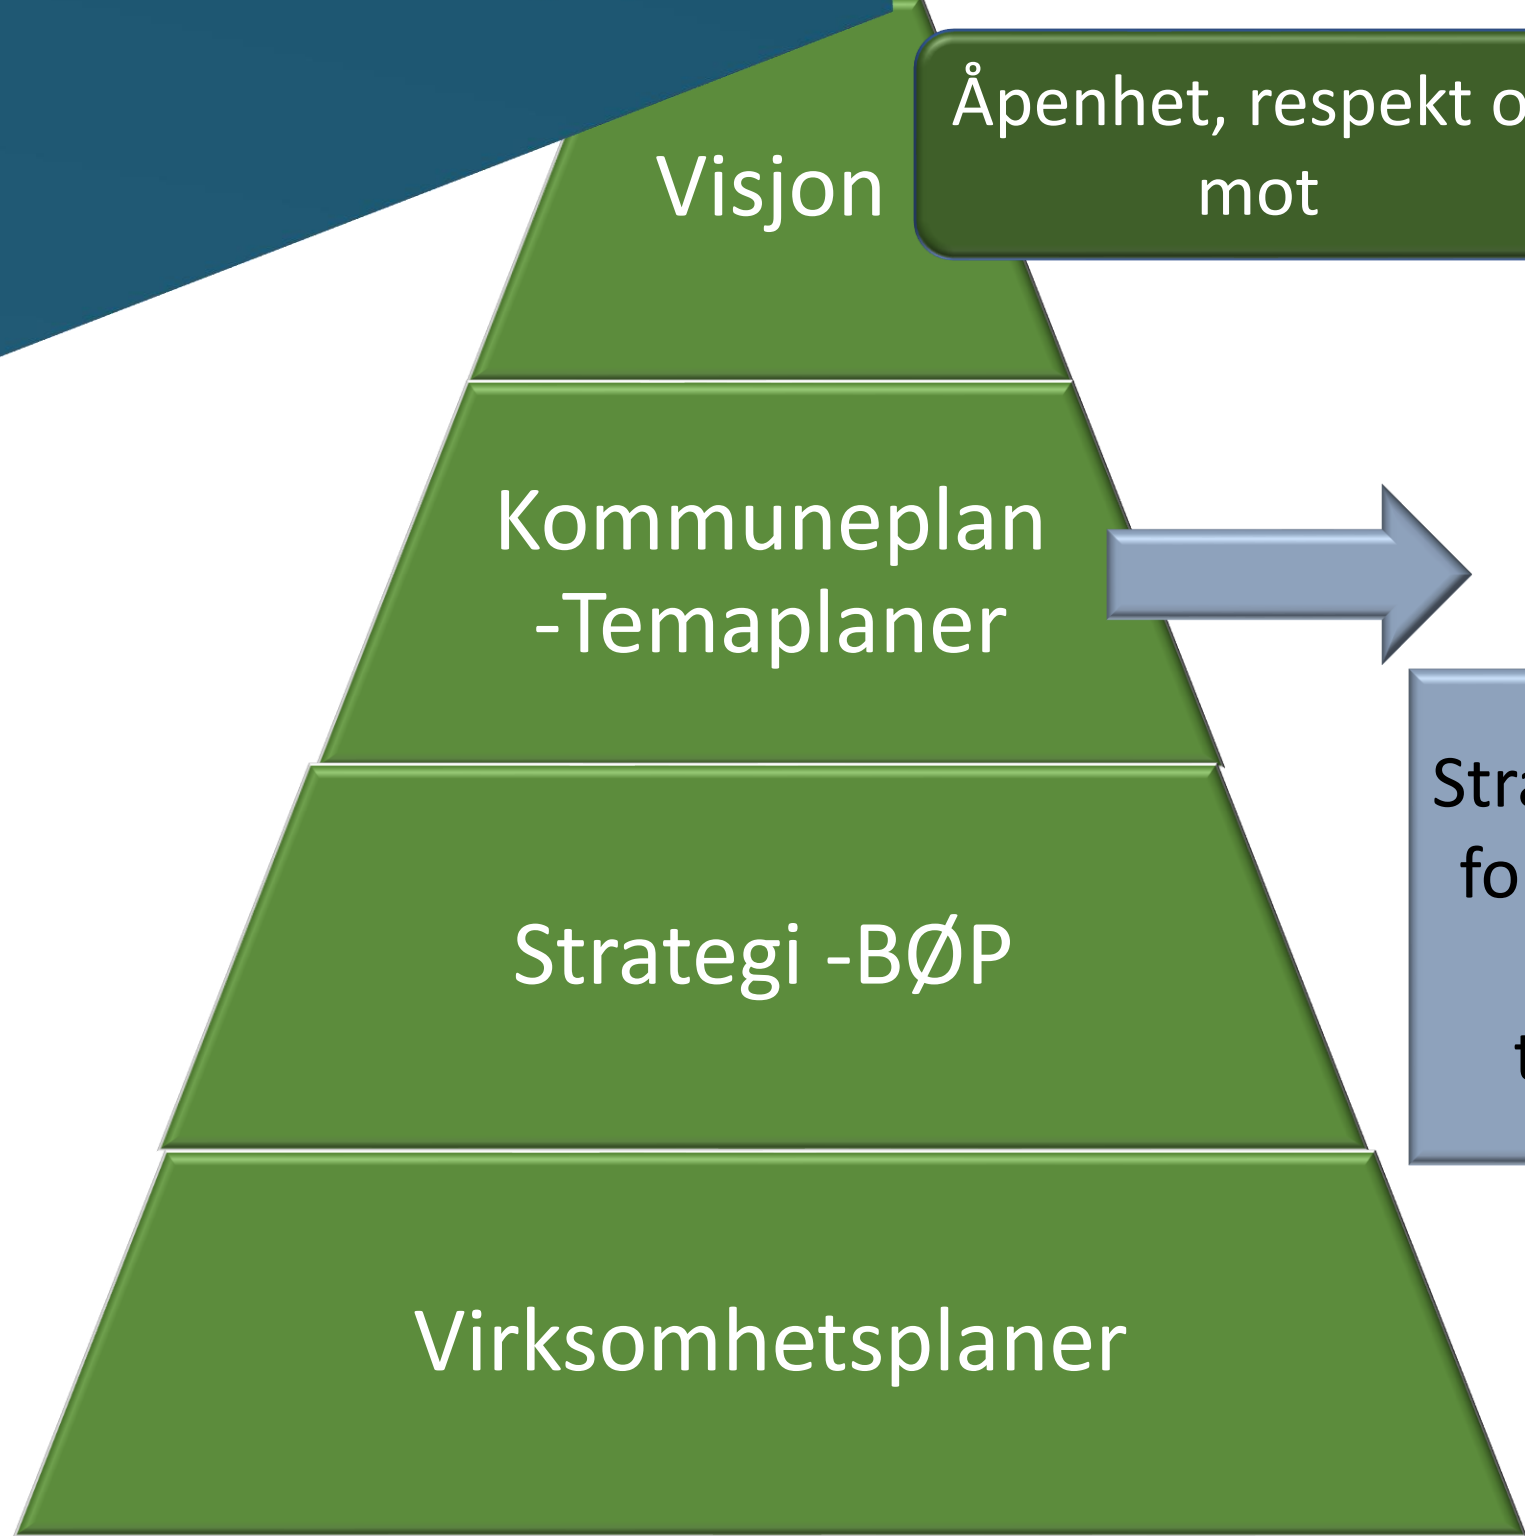 Åpenhet, respekt
mot
Visjon
Kommuneplan
-Temaplaner
Strategi -BØP
Virksomhetsplaner